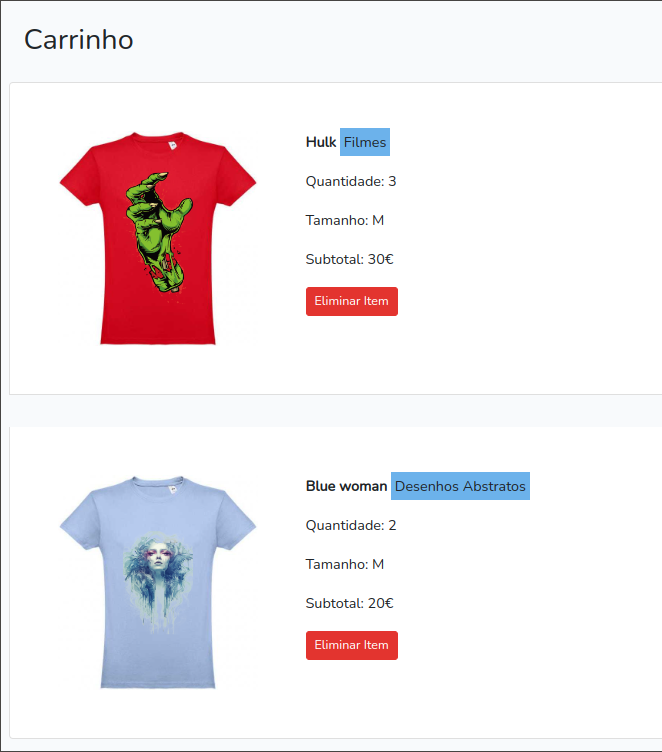 Carrinho
Hulk Filmes
Quantidade: 3
Tamanho: M
Subtotal: 30€
Eliminar Item
Blue woman Desenhos Abstratos
Quantidade: 2
Tamanho: M
Subtotal: 20€
Eliminar Item